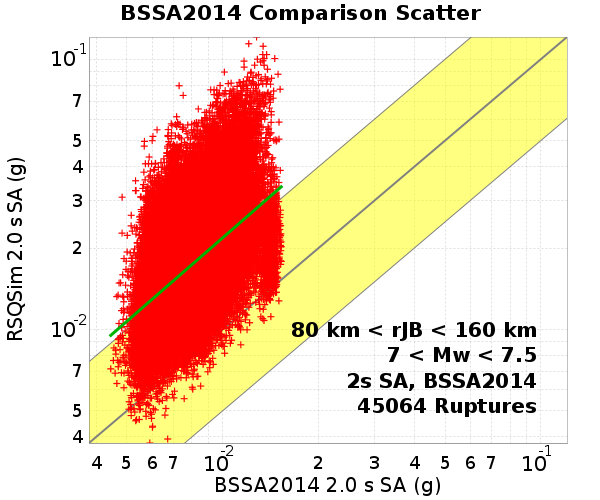 BSSA2014 Comparison Scatter
RSQSim 2.0 s SA (g)
10-1
7
5
4
3
2
10-2
7
5
4
80 km < rJB < 160 km
7 < Mw < 7.5
2s SA, BSSA2014
45064 Ruptures
4 5 6 7 10-2 2 3 4 5 6 7 10-1
BSSA2014 2.0 s SA (g)